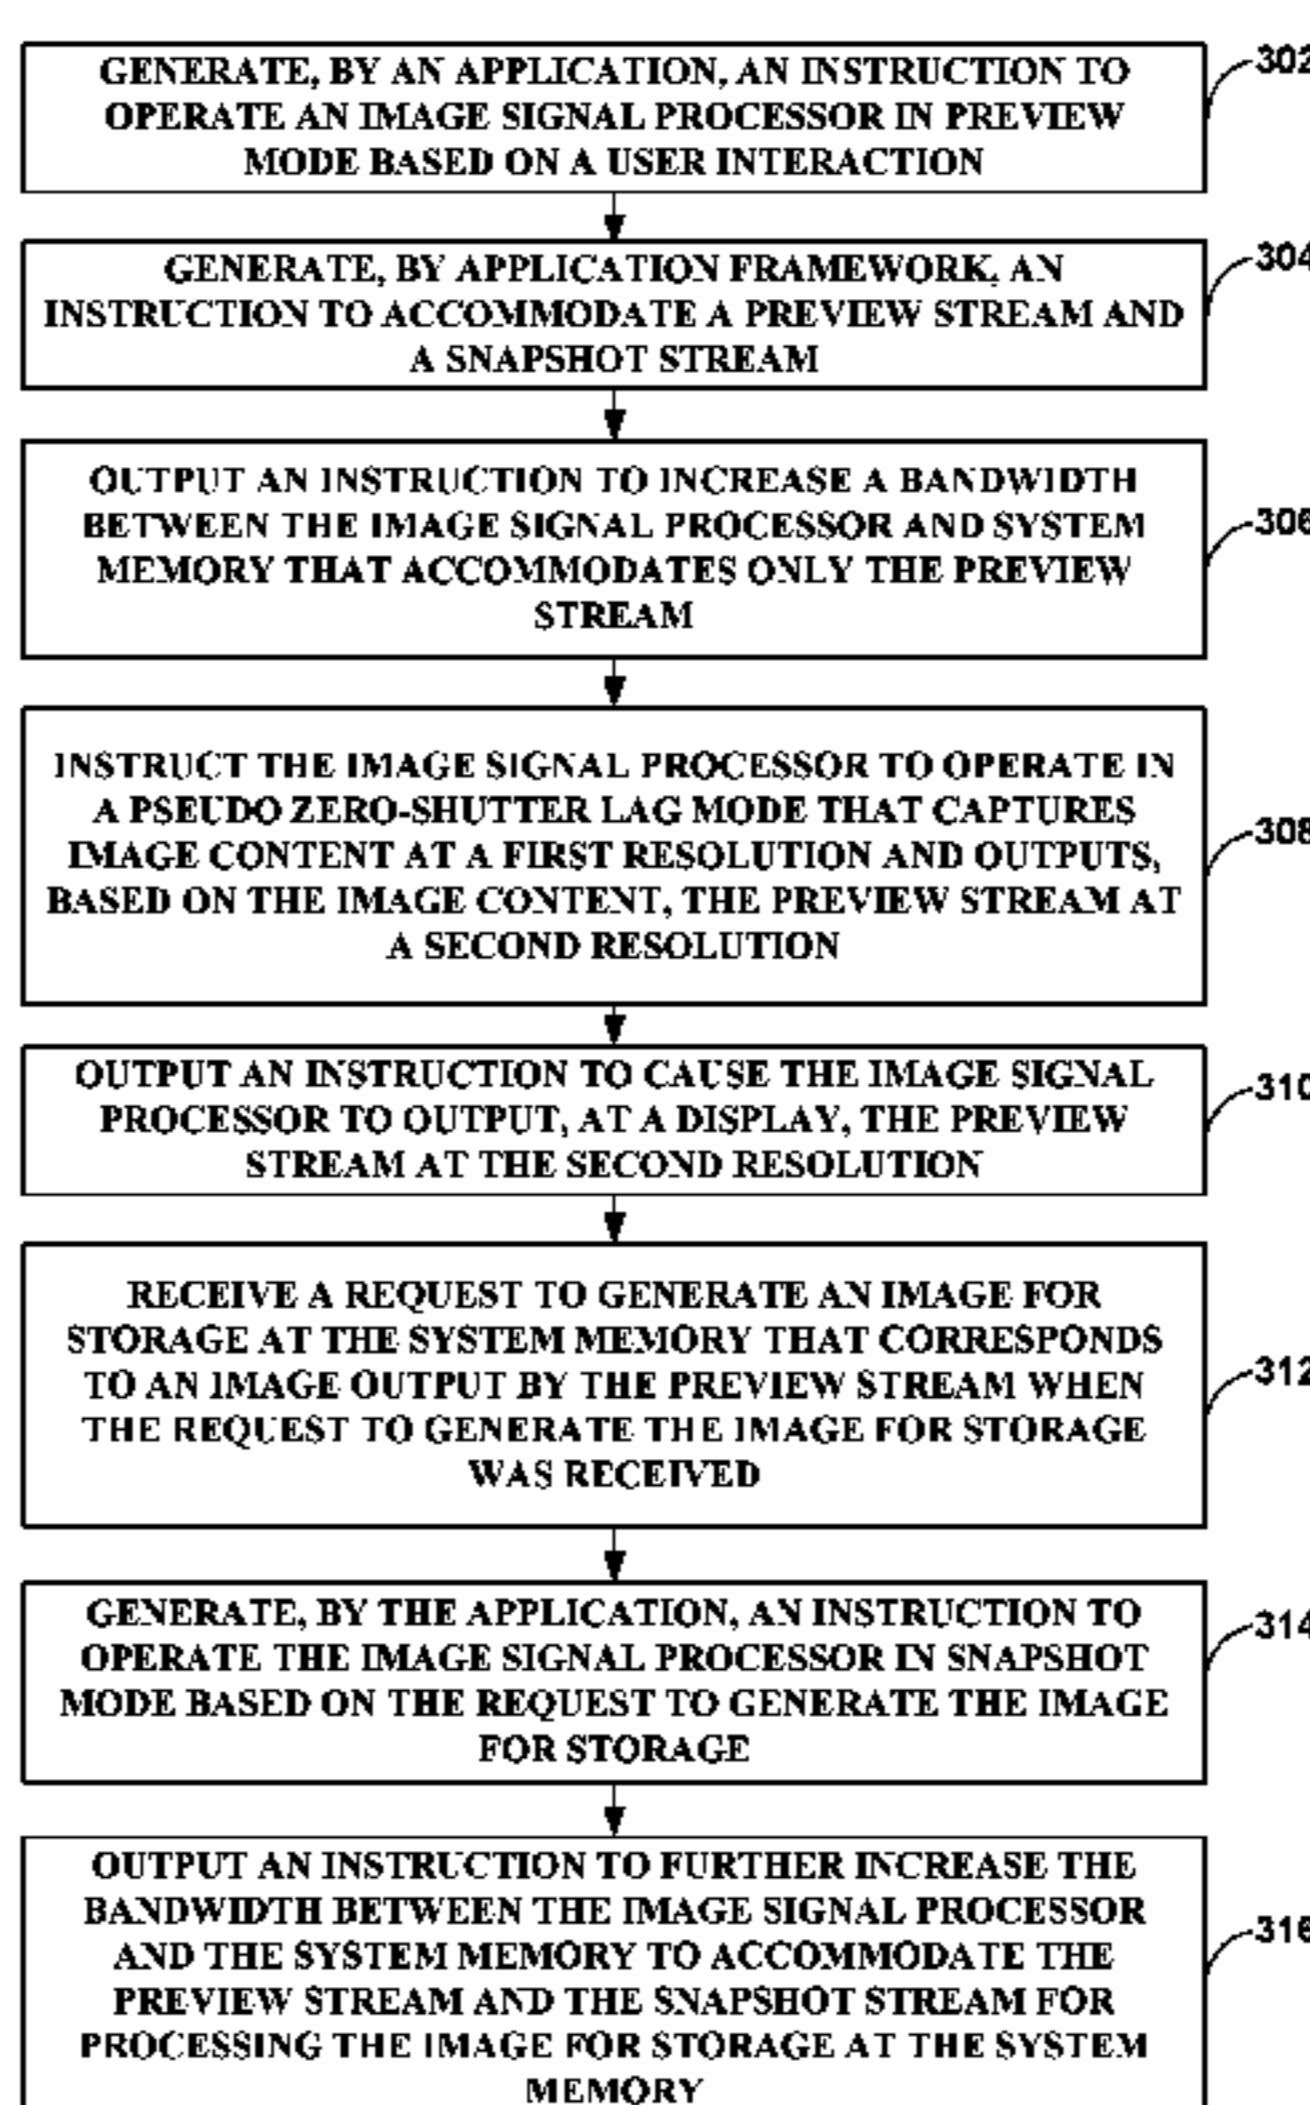 GENERATE, BY AN APPLICATION, AN INSTRUCTION TO
OPERATE AN IMAGE SIGNAL PROCESSOR IN PREVIEW
MODE BASED ON A USER INTERACTION
302
GENERATE, BY APPLICATION FRAMEWORK, AN
INSTRUCTION TO ACCOMMODATE A PREVIEW STREAM AND
A SNAPSHOT STREAM
304
OUTPUT AN INSTRUCTION TO INCREASE A BANDWIDTH
BETWEEN THE IMAGE SIGNAL PROCESSOR AND SYSTEM
MEMORY THAT ACCOMMODATES ONLY THE PREVIEW
STREAM
306
INSTRUCT THE IMAGE SIGNAL PROCESSOR TO OPERATE IN
A PSEUDO ZERO-SHUTTER LAG MODE THAT CAPTURES
IMAGE CONTENT AT A FIRST RESOLUTION AND OUTPUTS,
BASED ON THE IMAGE CONTENT, THE PREVIEW STREAM AT
A SECOND RESOLUTION
308
OUTPUT AN INSTRUCTION TO CAUSE THE IMAGE SIGNAL
PROCESSOR TO OUTPUT, AT A DISPLAY, THE PREVIEW
STREAM AT THE SECOND RESOLUTION
310
RECEIVE A REQUEST TO GENERATE AN IMAGE FOR
STORAGE AT THE SYSTEM MEMORY THAT CORRESPONDS
TO AN IMAGE OUTPUT BY THE PREVIEW STREAM WHEN
THE REQUEST TO GENERATE THE IMAGE FOR STORAGE
WAS RECEIVED
312
GENERATE, BY THE APPLICATION, AN INSTRUCTION TO
OPERATE THE IMAGE SIGNAL PROCESSOR IN SNAPSHOT
MODE BASED ON THE REQUEST TO GENERATE THE IMAGE
FOR STORAGE
314
OUTPUT AN INSTRUCTION TO FURTHER INCREASE THE
BANDWIDTH BETWEEN THE IMAGE SIGNAL PROCESSOR
AND THE SYSTEM MEMORY TO ACCOMMODATE THE
PREVIEW STREAM AND THE SNAPSHOT STREAM FOR
PROCESSING THE IMAGE FOR STORAGE AT THE SYSTEM
MEMORY
316